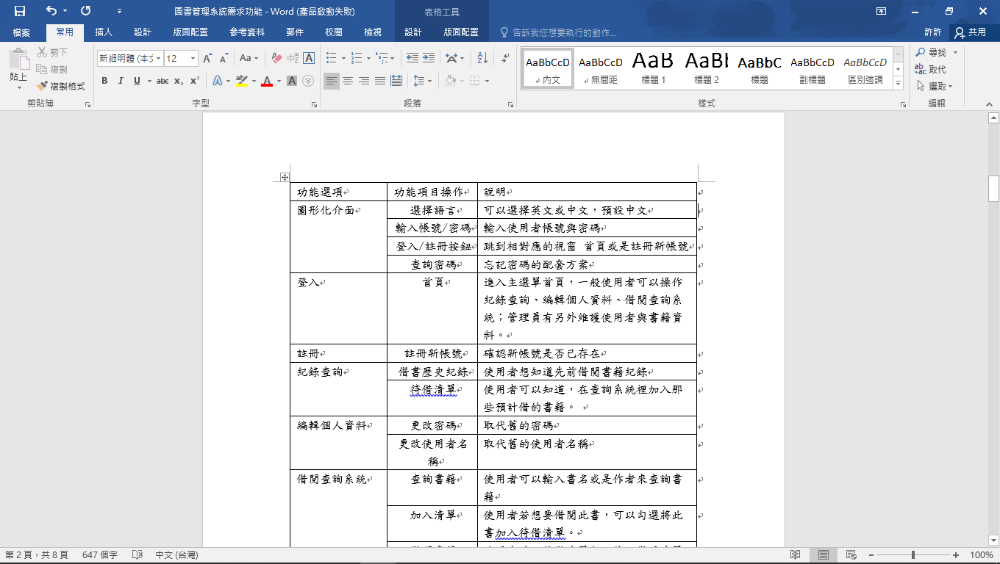 圖書管理系統需求功能 - Word (產品啟動失敗)
表格工具
檔案 常用 插入 設計 版面配置 參考資料 郵件 校閱 檢視 設計 版面配置 告訴我您想要執行的動作... 許許 共用
貼上
剪下
複製
複製格式
剪貼簿
新細明體 (本文 12
字型
段落
AaBbCcD AaBbCcD AaB AaBb AaBbC AaBbCcD AaBbCcD
內文 無間距 標題 1 標題 2 標題 副標題 區別強調
樣式
尋找
取代
選取
編輯
功能選項 功能項目操作 說明
圖形化介面 選擇語言 可以選擇英文或中文，預設中文
輸入帳號/密碼 輸入使用者帳號與密碼
登入/註冊按鈕 跳到相對應的視窗 首頁或是註冊新帳號
查詢密碼 忘記密碼的配套方案
登入 首頁 進入主選單首頁，一般使用者可以操作
紀錄查詢、編輯個人資料、借閱查詢系
統；管理員有另外維護使用者與書籍資
料。
註冊 註冊新帳號 確認新帳號是否已存在
紀錄查詢 借書歷史紀錄 使用者想知道先前借閱書籍紀錄
待借清單 使用者可以知道，在查詢系統裡加入那
些預計借的書籍。
編輯個人資料 更改密碼 取代舊的密碼
更改使用者名
稱
取代舊的使用者名稱
借閱查詢系統 查詢書籍 使用者可以輸入書名或是作者來查詢書
籍
加入清單 使用者若想要借閱此書，可以勾選將此
書加入待借清單。
第 2 頁，共 8 頁 647 個字 中文 (台灣) 100%